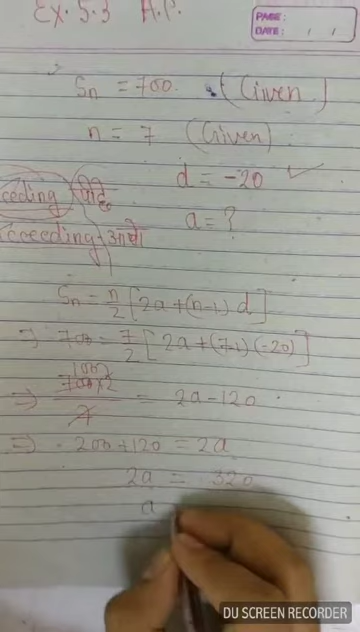 Ex. 5.3 A.P.
PAGE:
DATE: / /
Sn = 700. (Given)
n = 7 (Given)
d = -20 ✓
ceeding पीछे
a = ?
cceeding आगे
Sn = n/2 [2a+(n-1) d]
⇒ 700 = 7/2 [2a+(7-1) (-20)]
100
⇒ 700×2/7 = 2a-120
⇒ 200+120 = 2a
2a = 320
a
DU SCREEN RECORDER